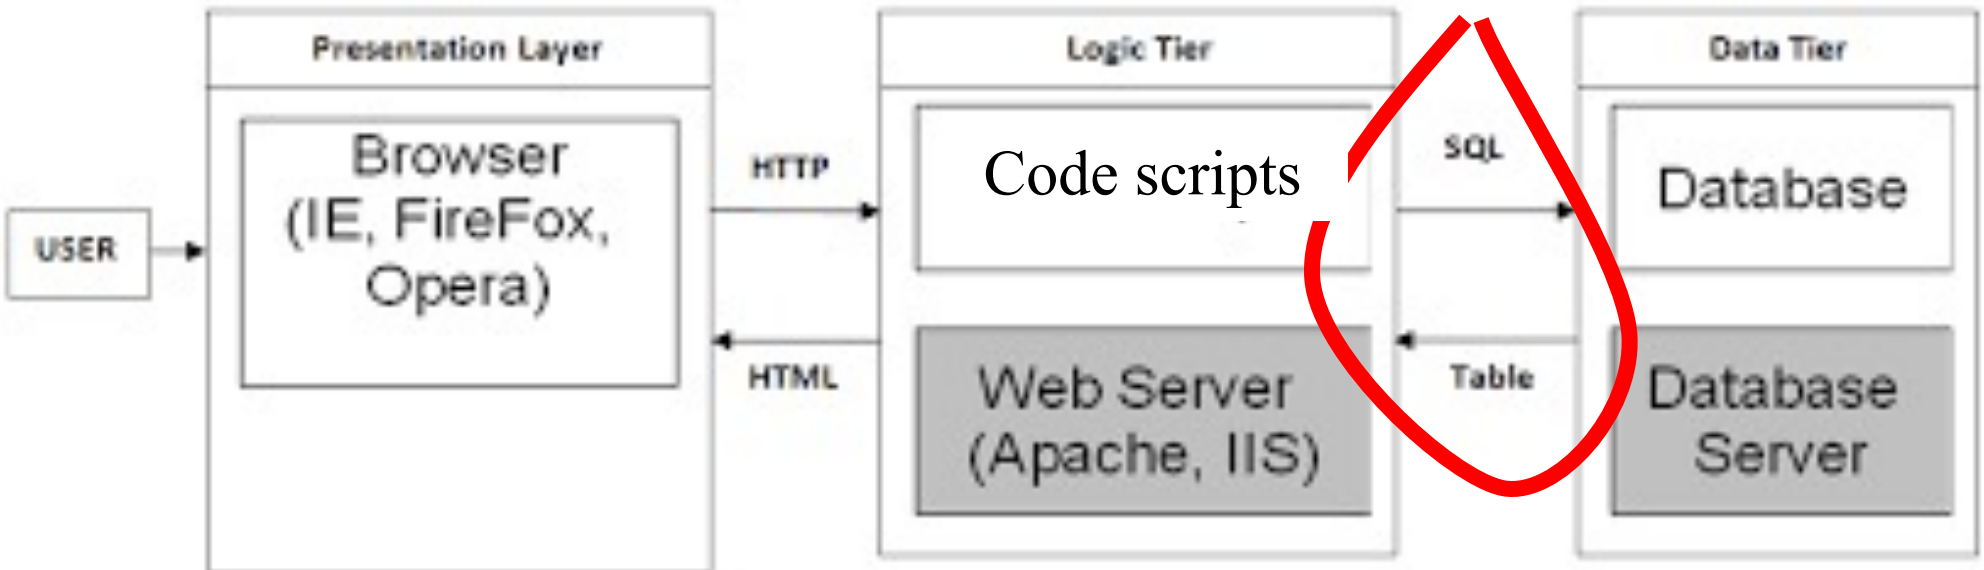 Presentation Layer
Logic Tier
Data Tier
USER
Browser
(IE, FireFox,
Opera)
HTTP
HTML
Code scripts
Web Server
(Apache, IIS)
SQL
Table
Database
Database
Server